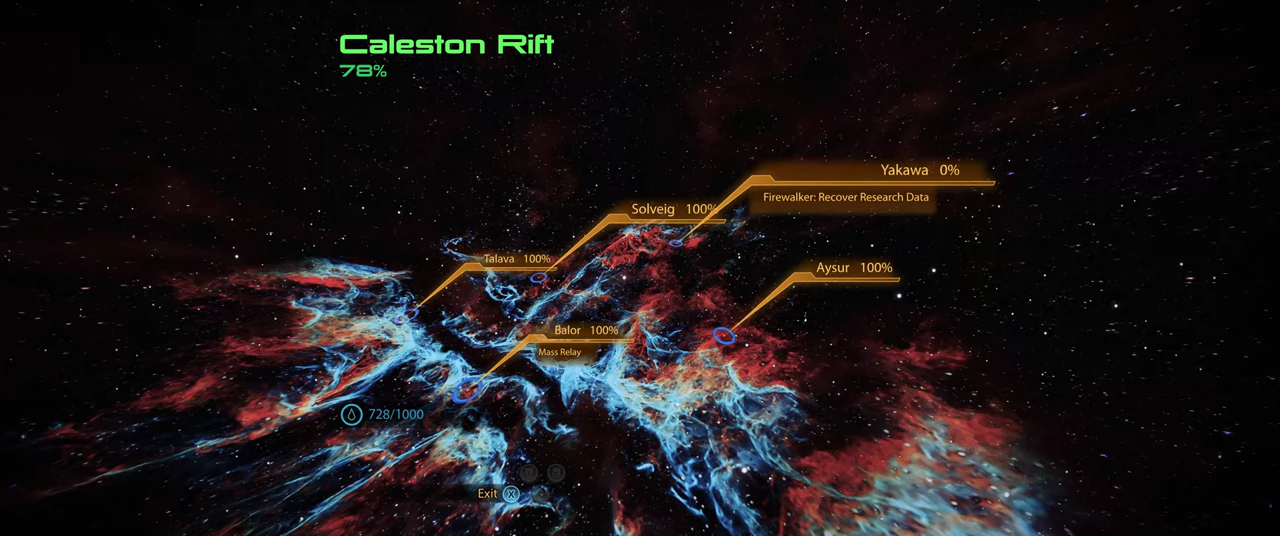 Caleston Rift
78%
Yakawa 0%
Firewalker: Recover Research Data
Solveig 100%
Talava 100%
Aysur 100%
Balor 100%
Mass Relay
728/1000
Exit X